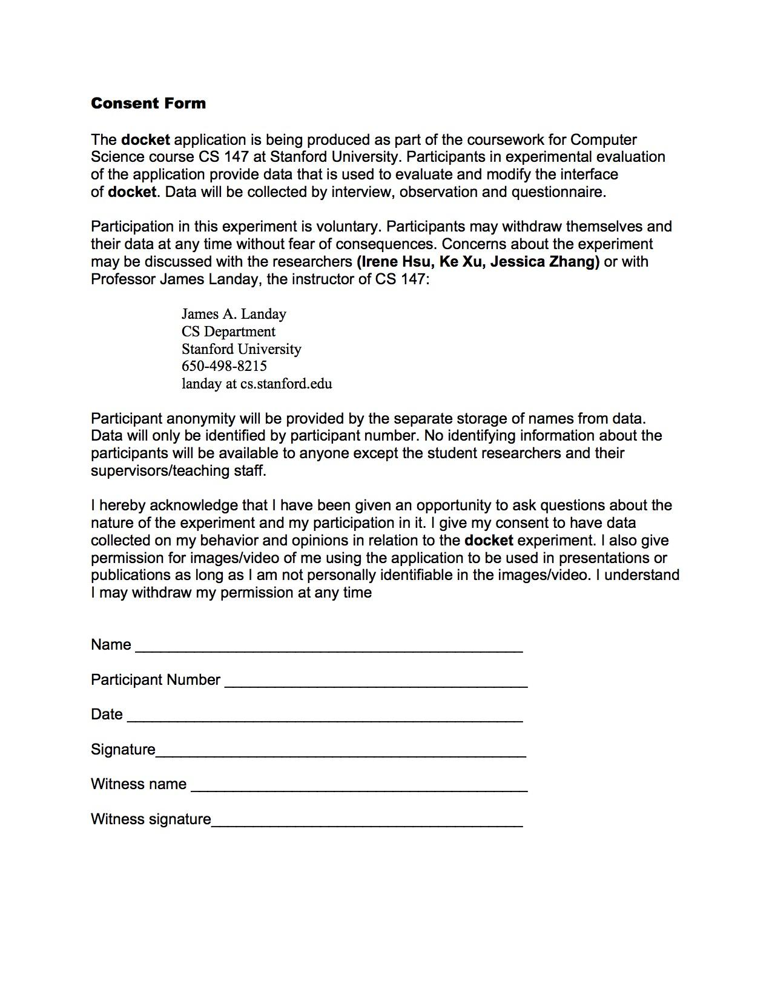 Consent Form
The docket application is being produced as part of the coursework for Computer
Science course CS 147 at Stanford University. Participants in experimental evaluation
of the application provide data that is used to evaluate and modify the interface
of docket. Data will be collected by interview, observation and questionnaire.
Participation in this experiment is voluntary. Participants may withdraw themselves and
their data at any time without fear of consequences. Concerns about the experiment
may be discussed with the researchers (Irene Hsu, Ke Xu, Jessica Zhang) or with
Professor James Landay, the instructor of CS 147:
James A. Landay
CS Department
Stanford University
650-498-8215
landay at cs.stanford.edu
Participant anonymity will be provided by the separate storage of names from data.
Data will only be identified by participant number. No identifying information about the
participants will be available to anyone except the student researchers and their
supervisors/teaching staff.
I hereby acknowledge that I have been given an opportunity to ask questions about the
nature of the experiment and my participation in it. I give my consent to have data
collected on my behavior and opinions in relation to the docket experiment. I also give
permission for images/video of me using the application to be used in presentations or
publications as long as I am not personally identifiable in the images/video. I understand
I may withdraw my permission at any time
Name ______________________________________________
Participant Number ____________________________________
Date _______________________________________________
Signature____________________________________________
Witness name ________________________________________
Witness signature_____________________________________